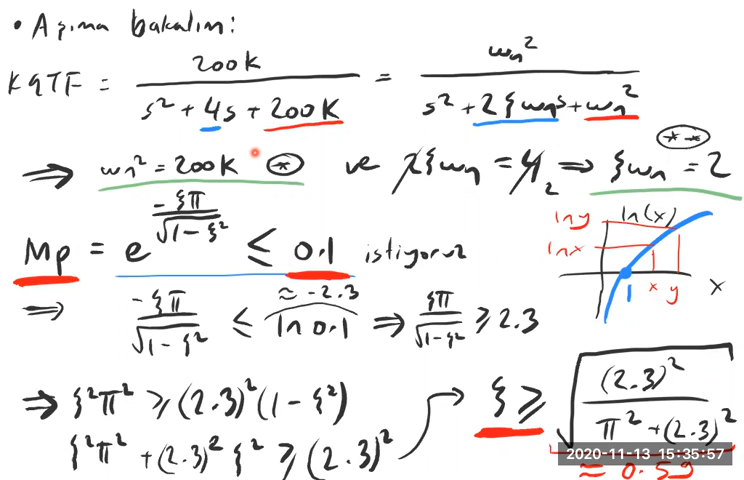 • Aşıma bakalım:
KGTF = 200K / (s² + 4s + 200K) = ωn² / (s² + 2ξωns + ωn²)
⇒ ωn² = 200K (*) ve 2ξωn = 4 2 ⇒ ξωn = 2 (**)
Mp = e^(-ξπ/√(1-ξ²)) ≤ 0.1 istiyoruz
lny ln(x)
lnx
1 x y x
⇒ -ξπ/√(1-ξ²) ≤ ln 0.1 ≈ -2.3 ⇒ ξπ/√(1-ξ²) ≥ 2.3
⇒ ξ²π² ≥ (2.3)²(1-ξ²)
ξ²π² + (2.3)²ξ² ≥ (2.3)² → ξ ≥ √((2.3)²/(π² + (2.3)²))
2020-11-13 15:35:57
≈ 0.59